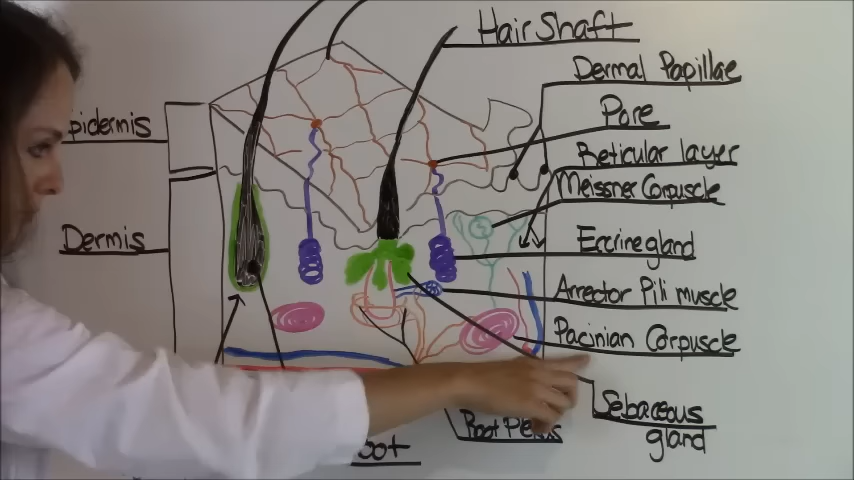 Hair Shaft
Dermal Papillae
Pore
pidermis
Reticular layer
Meissner Corpuscle
Dermis
Eccrine gland
Arrector Pili muscle
Pacinian Corpuscle
Sebaceous
gland
Root
oot